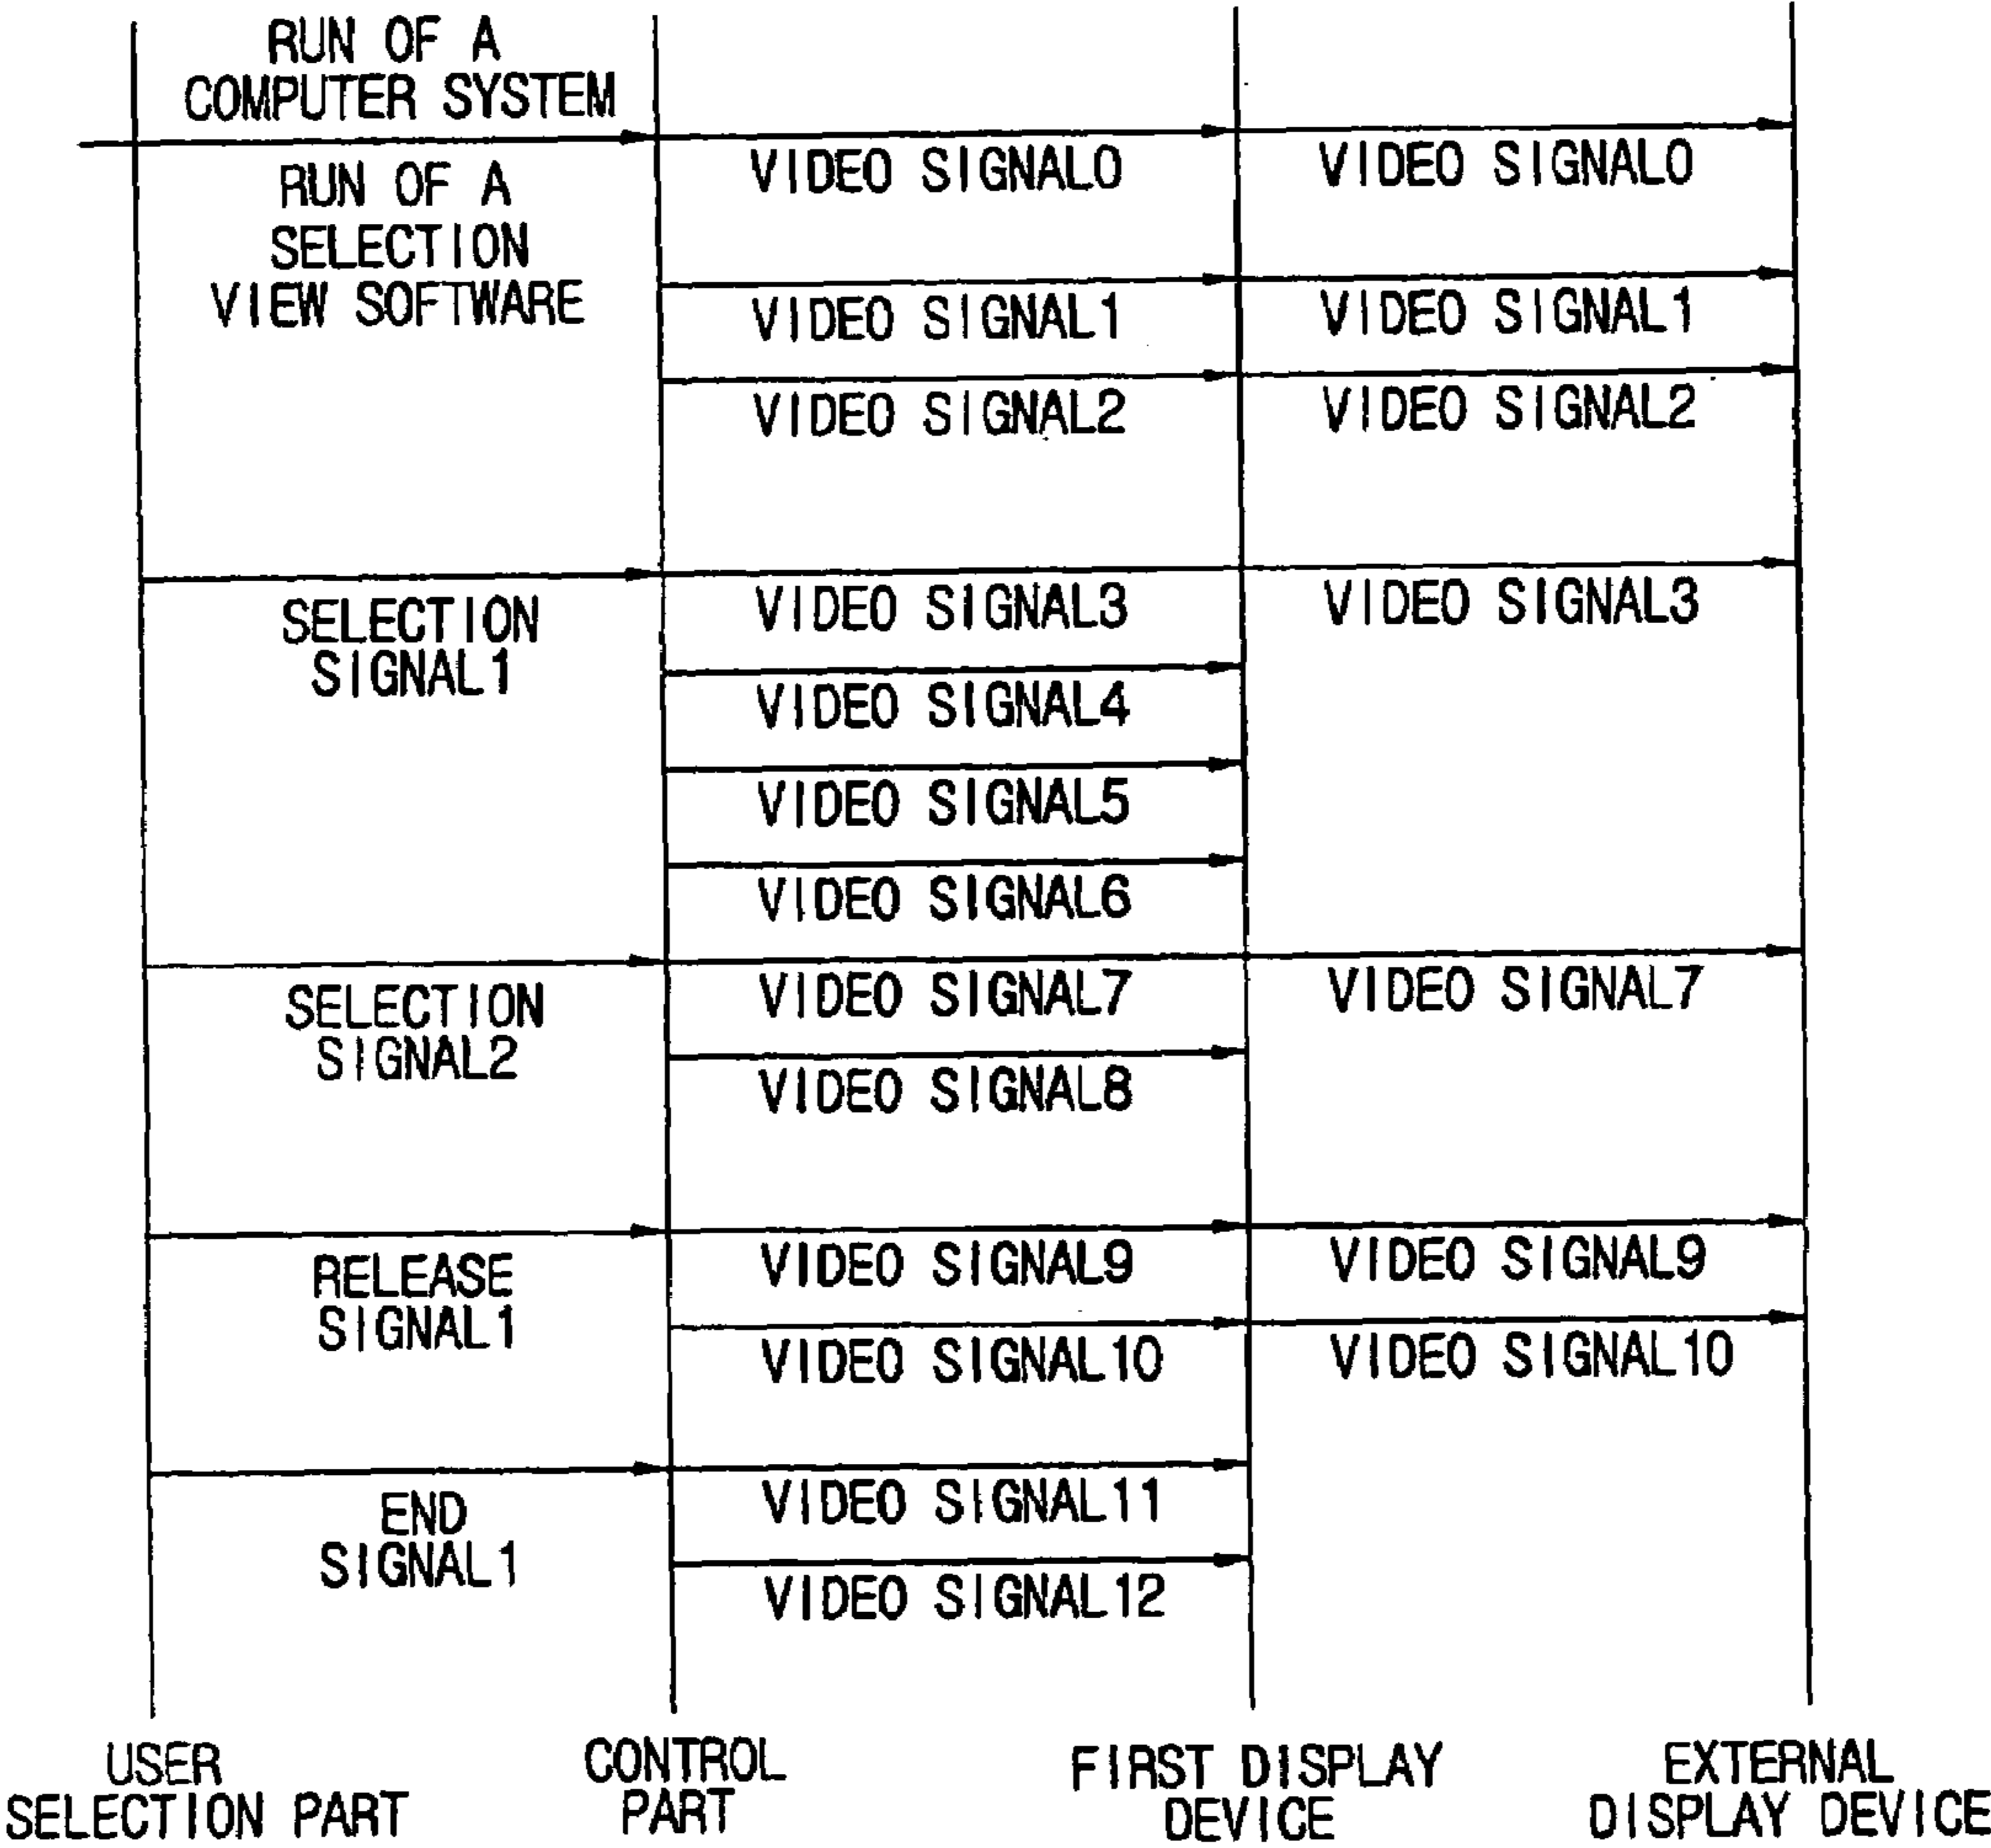 RUN OF A
COMPUTER SYSTEM
VIDEO SIGNAL0
VIDEO SIGNAL0
RUN OF A
SELECTION
VIEW SOFTWARE
VIDEO SIGNAL1
VIDEO SIGNAL1
VIDEO SIGNAL2
VIDEO SIGNAL2
SELECTION
SIGNAL1
VIDEO SIGNAL3
VIDEO SIGNAL3
VIDEO SIGNAL4
VIDEO SIGNAL5
VIDEO SIGNAL6
SELECTION
SIGNAL2
VIDEO SIGNAL7
VIDEO SIGNAL7
VIDEO SIGNAL8
RELEASE
SIGNAL1
VIDEO SIGNAL9
VIDEO SIGNAL9
VIDEO SIGNAL10
VIDEO SIGNAL10
END
SIGNAL1
VIDEO SIGNAL11
VIDEO SIGNAL12
USER
SELECTION PART
CONTROL
PART
FIRST DISPLAY
DEVICE
EXTERNAL
DISPLAY DEVICE